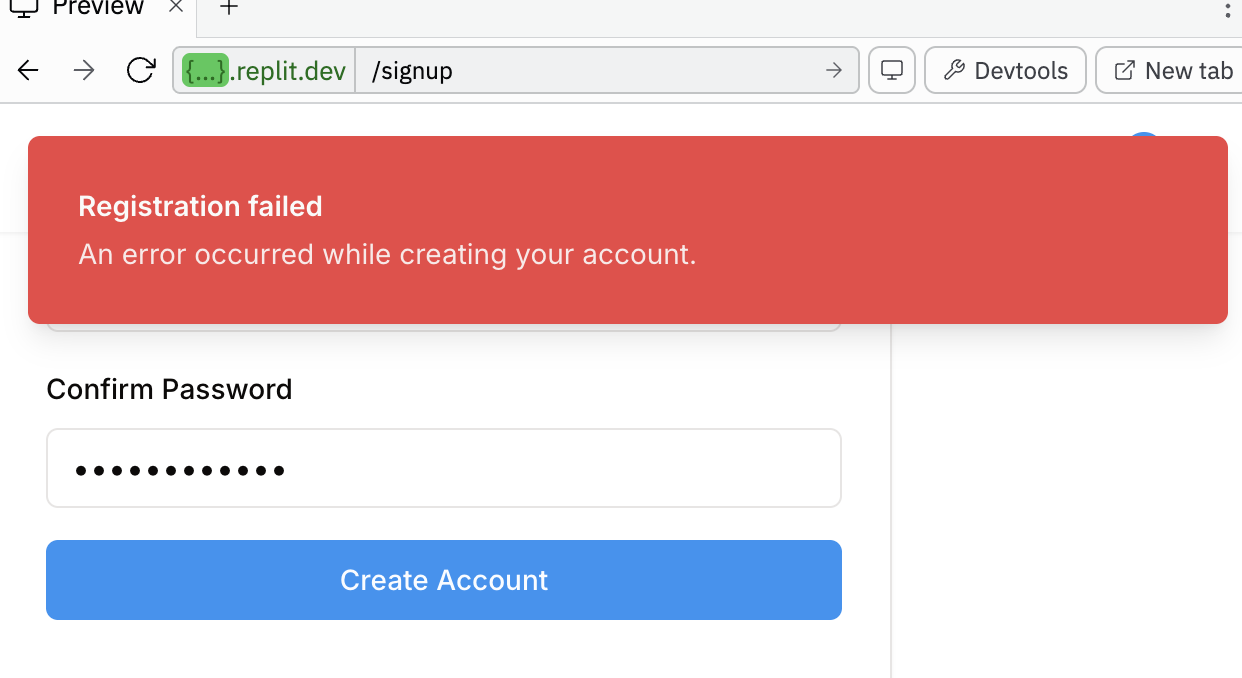 Preview
{...}.replit.dev /signup Devtools New tab
Registration failed
An error occurred while creating your account.
Confirm Password
Create Account